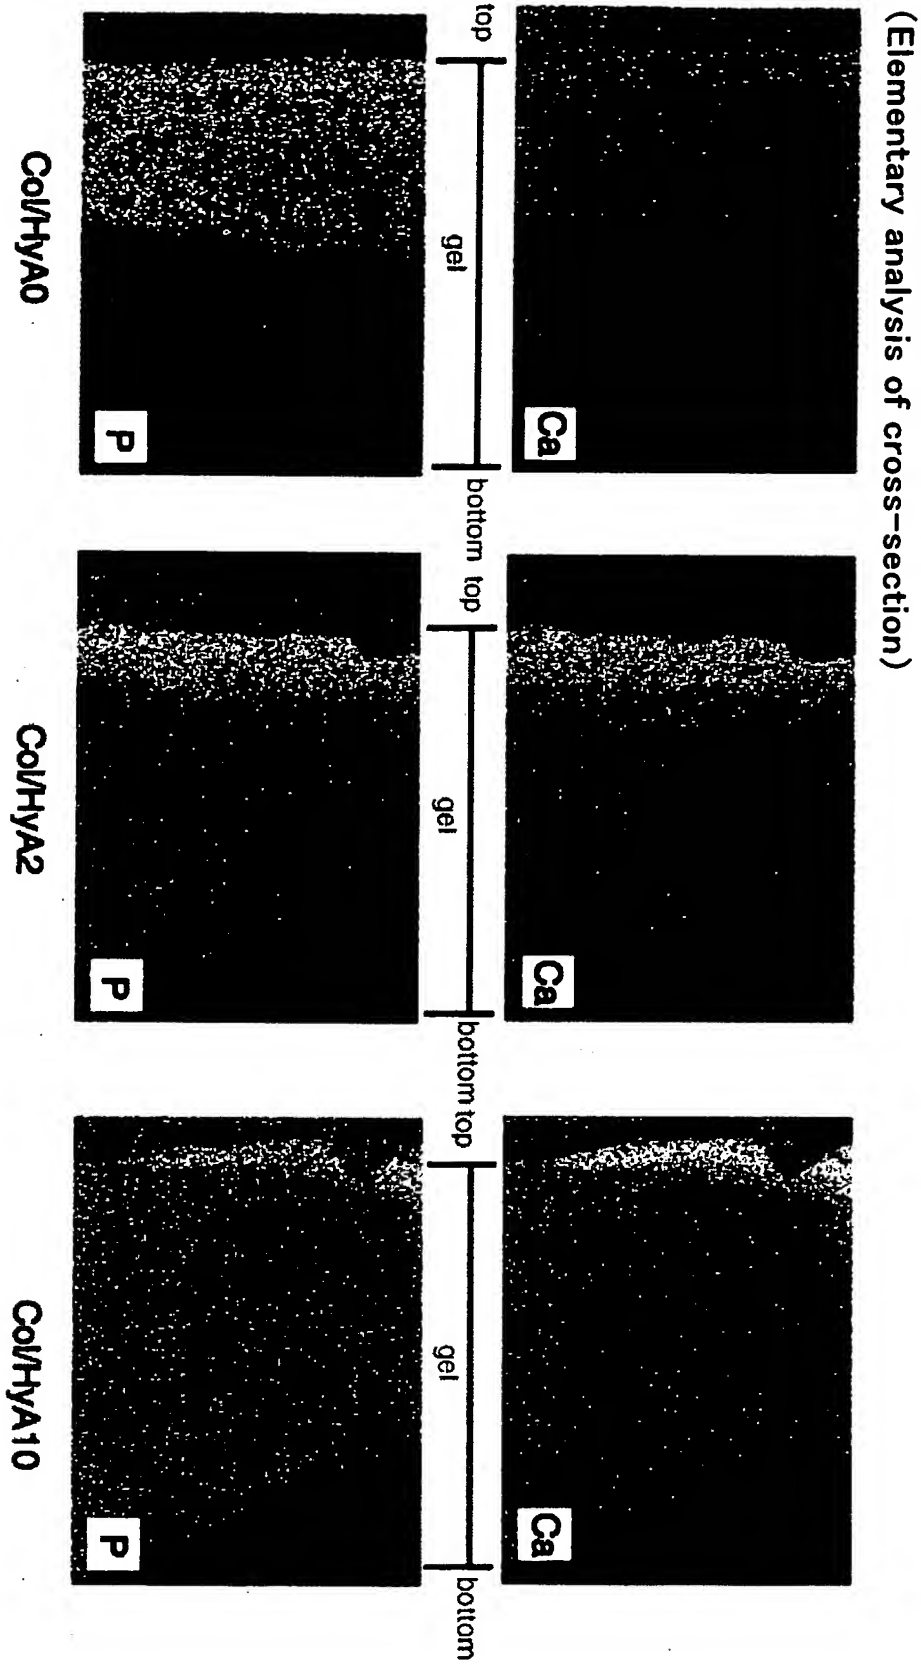 (Elementary analysis of cross-section)
Ca
Ca
Ca
top
gel
bottom
top
gel
bottom
top
gel
bottom
P
P
P
Col/HyA0
Col/HyA2
Col/HyA10